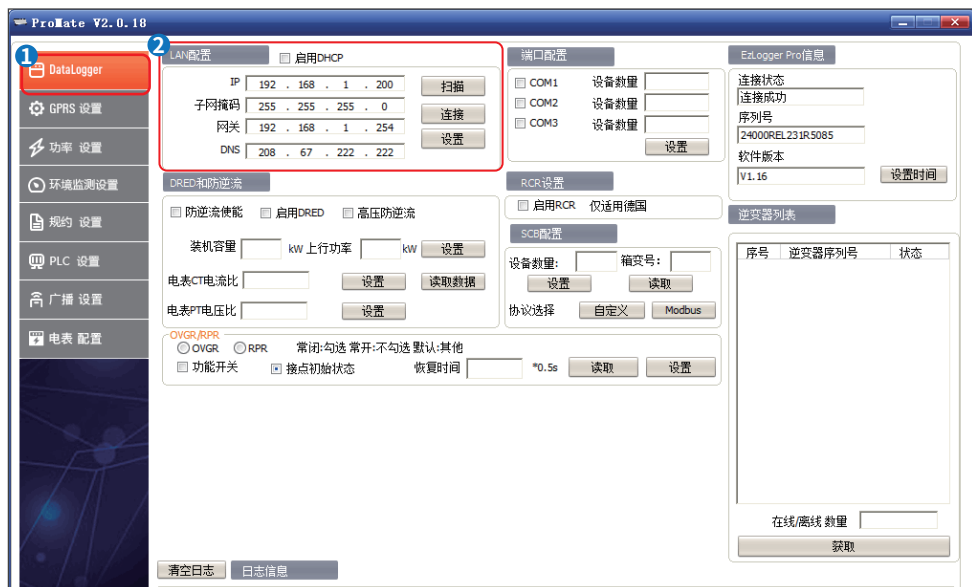 ProMate V2.0.18
1
DataLogger
GPRS 设置
功率 设置
环境监测设置
规约 设置
PLC 设置
广播 设置
电表 配置
2
LAN配置
启用DHCP
IP 192 . 168 . 1 . 200 扫描
子网掩码 255 . 255 . 255 . 0 连接
网关 192 . 168 . 1 . 254 设置
DNS 208 . 67 . 222 . 222
端口配置
COM1 设备数量
COM2 设备数量
COM3 设备数量
设置
EzLogger Pro信息
连接状态
连接成功
序列号
24000REL231R5085
软件版本
V1.16 设置时间
DRED和防逆流
防逆流使能 启用DRED 高压防逆流
装机容量 kW 上行功率 kW 设置
电表CT电流比 设置 读取数据
电表PT电压比 设置
RCR设置
启用RCR 仅适用德国
SCB配置
设备数量: 箱变号:
设置 读取
协议选择 自定义 Modbus
OVGR/RPR
OVGR RPR 常闭:勾选 常开:不勾选 默认:其他
功能开关 接点初始状态 恢复时间 *0.5s 读取 设置
逆变器列表
序号 逆变器序列号 状态
在线/离线 数量
获取
清空日志 日志信息